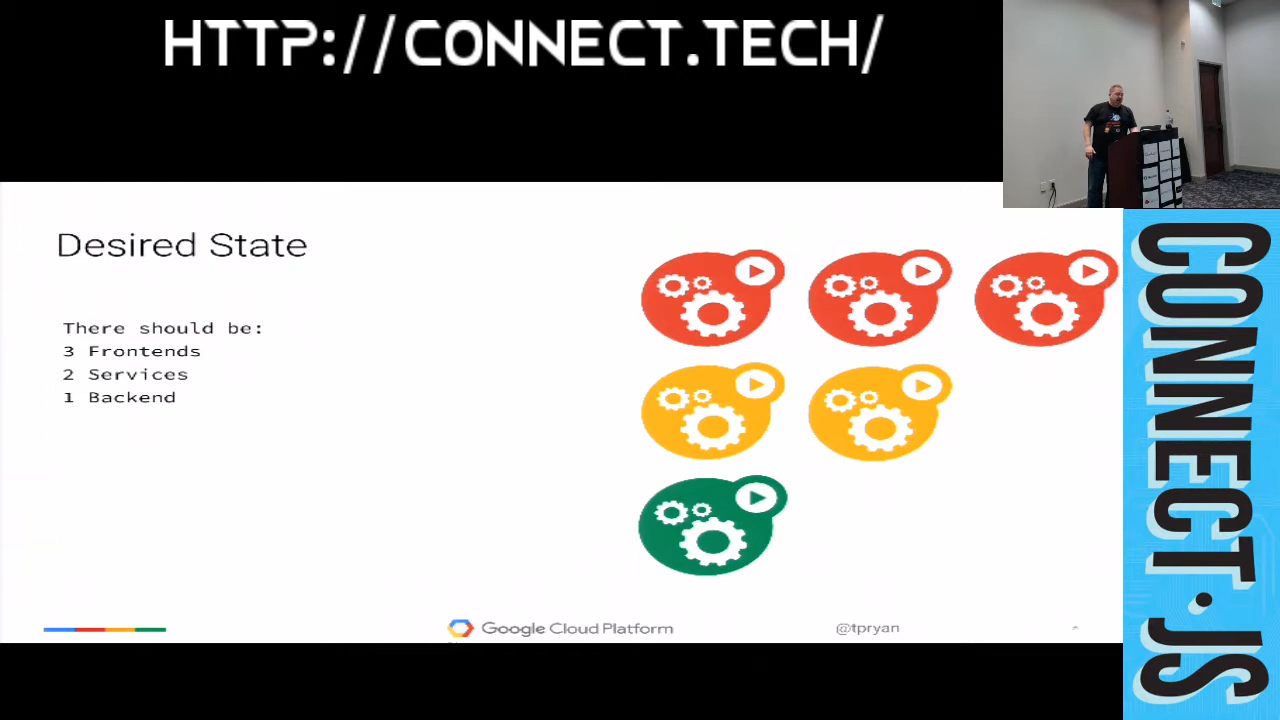 HTTP://CONNECT.TECH/
Desired State
There should be:
3 Frontends
2 Services
1 Backend
Google Cloud Platform
@tpryan
CONNECT.JS